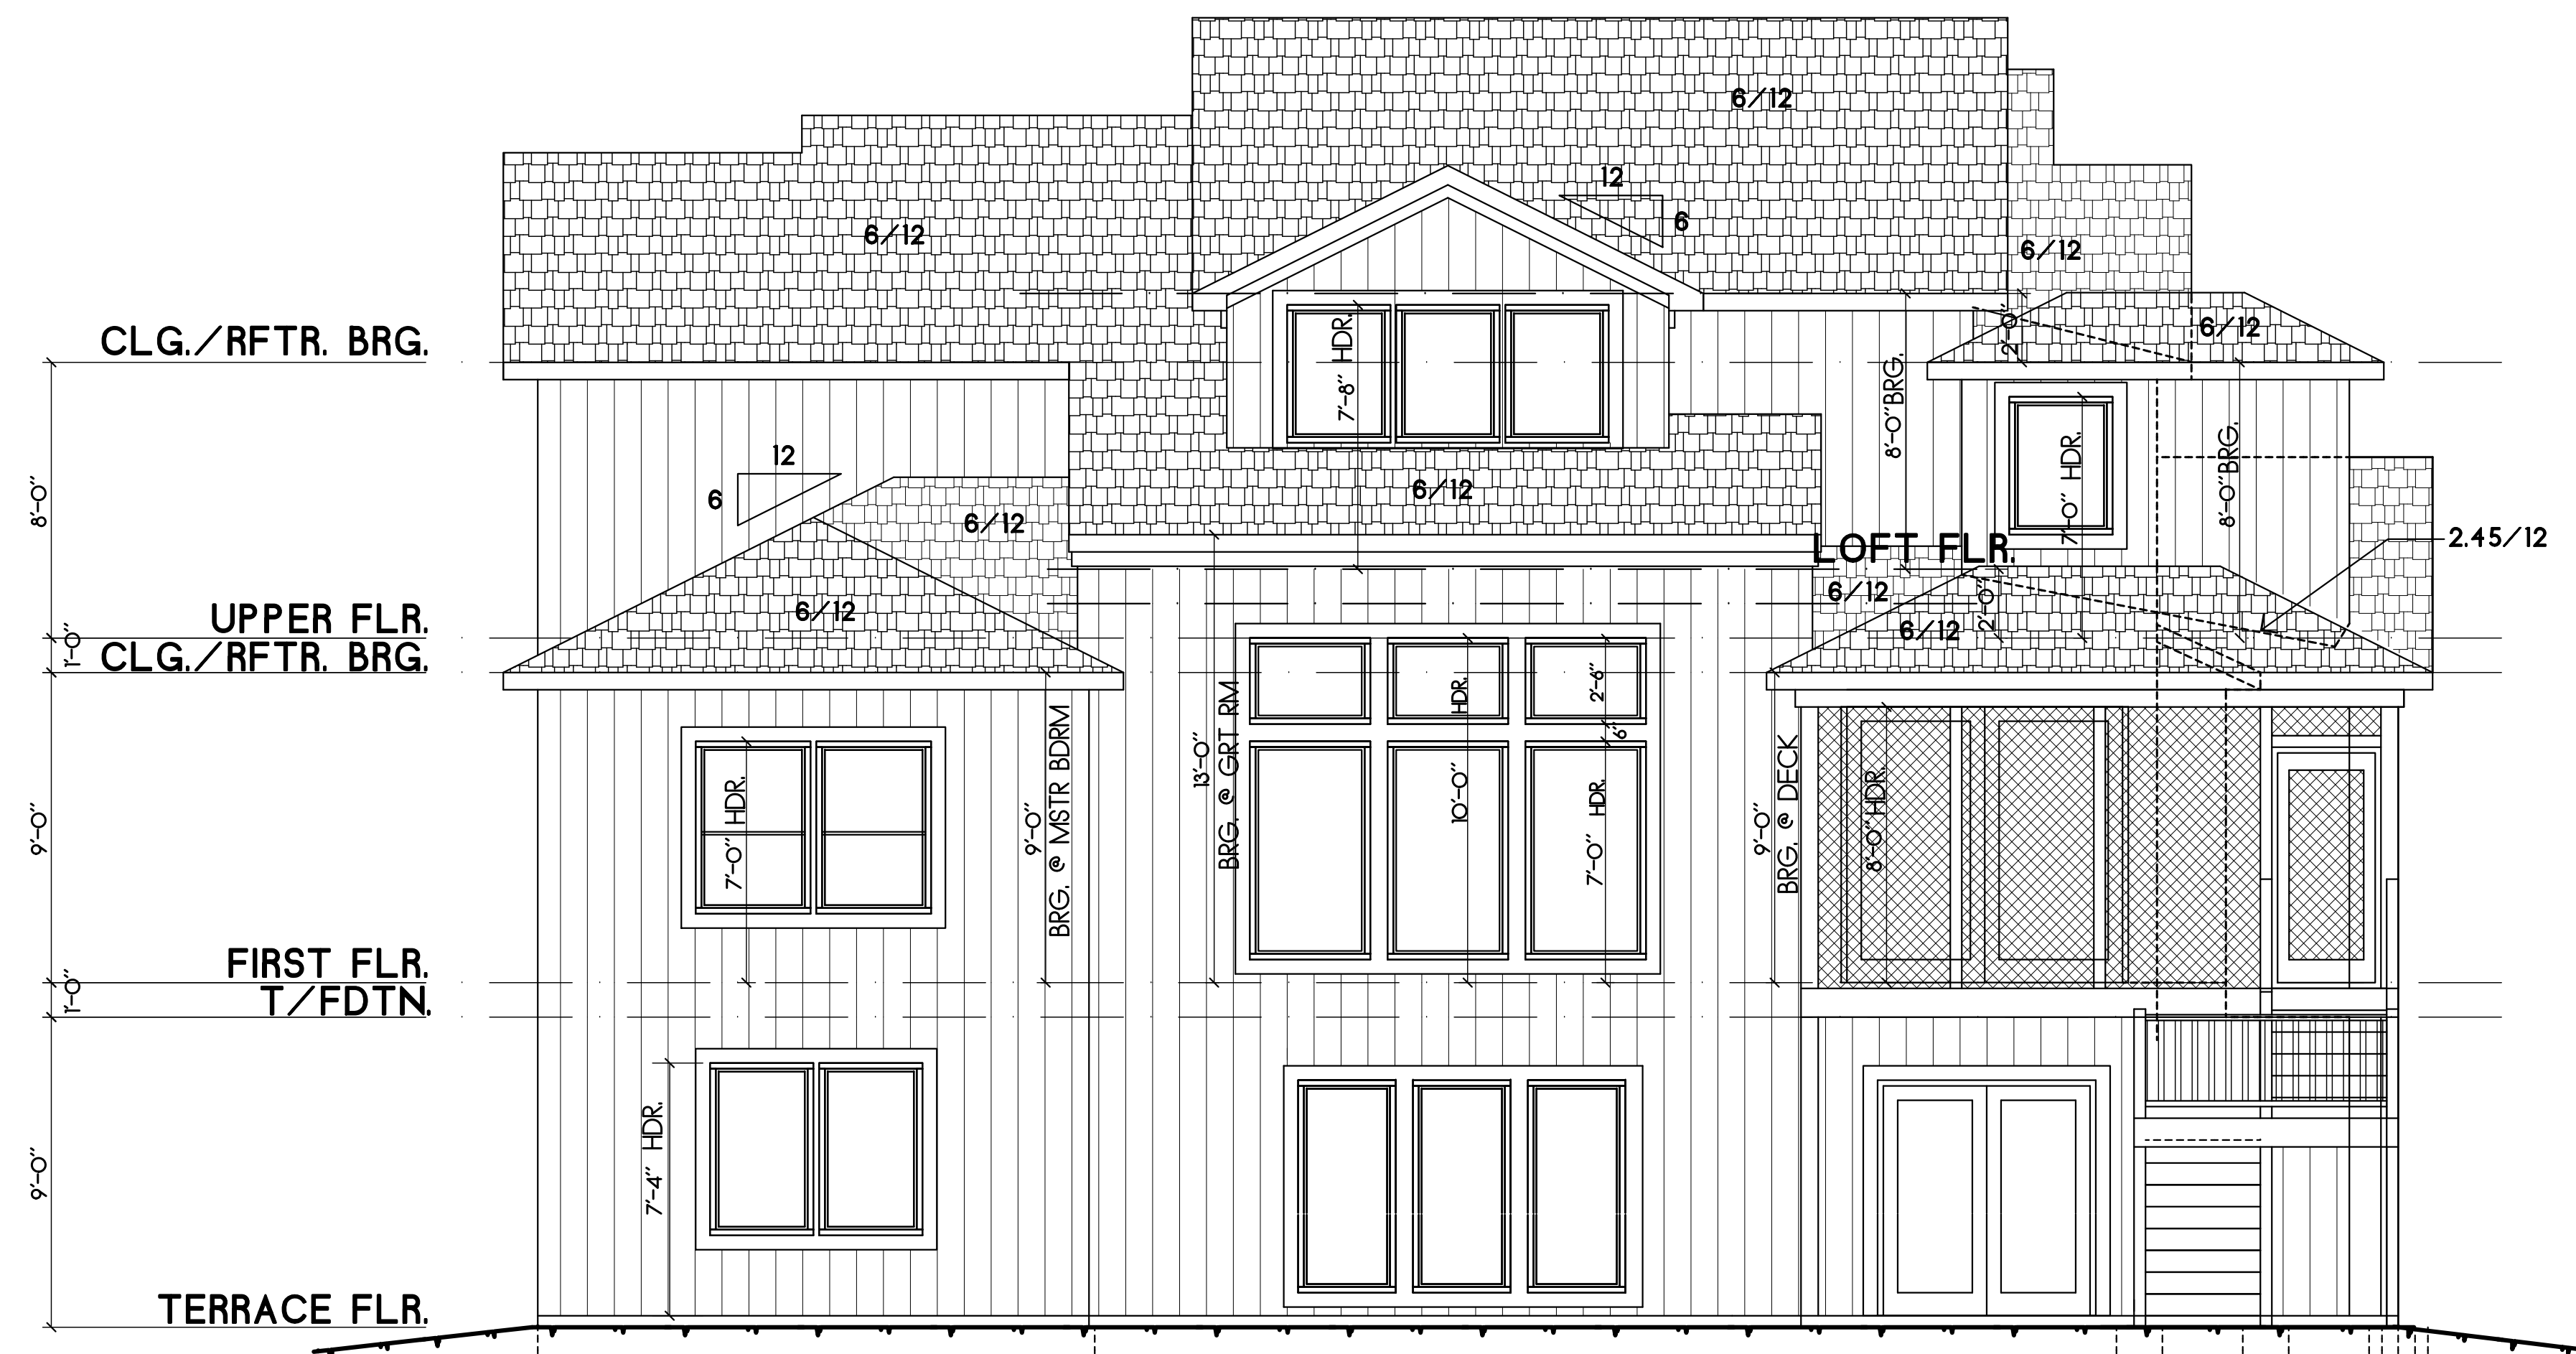 6/12
12
6
6/12
6/12
2'-0"
6/12
CLG./RFTR. BRG.
7'-8" HDR.
8'-0"BRG.
12
6
8'-0"
6/12
6/12
7'-0" HDR.
8'-0"BRG.
2.45/12
LOFT FLR.
6/12
6/12
2'-0"
6/12
UPPER FLR.
1'-0"
CLG./RFTR. BRG.
9'-0"
7'-0" HDR.
9'-0"
BRG. @ MSTR BDRM
13'-0"
BRG. @ GRT RM
HDR.
10'-0"
2'-6"
6"
7'-0" HDR.
9'-0"
BRG. @ DECK
8'-0"HDR.
FIRST FLR.
1'-0"
T/FDTN.
9'-0"
7'-4" HDR.
TERRACE FLR.